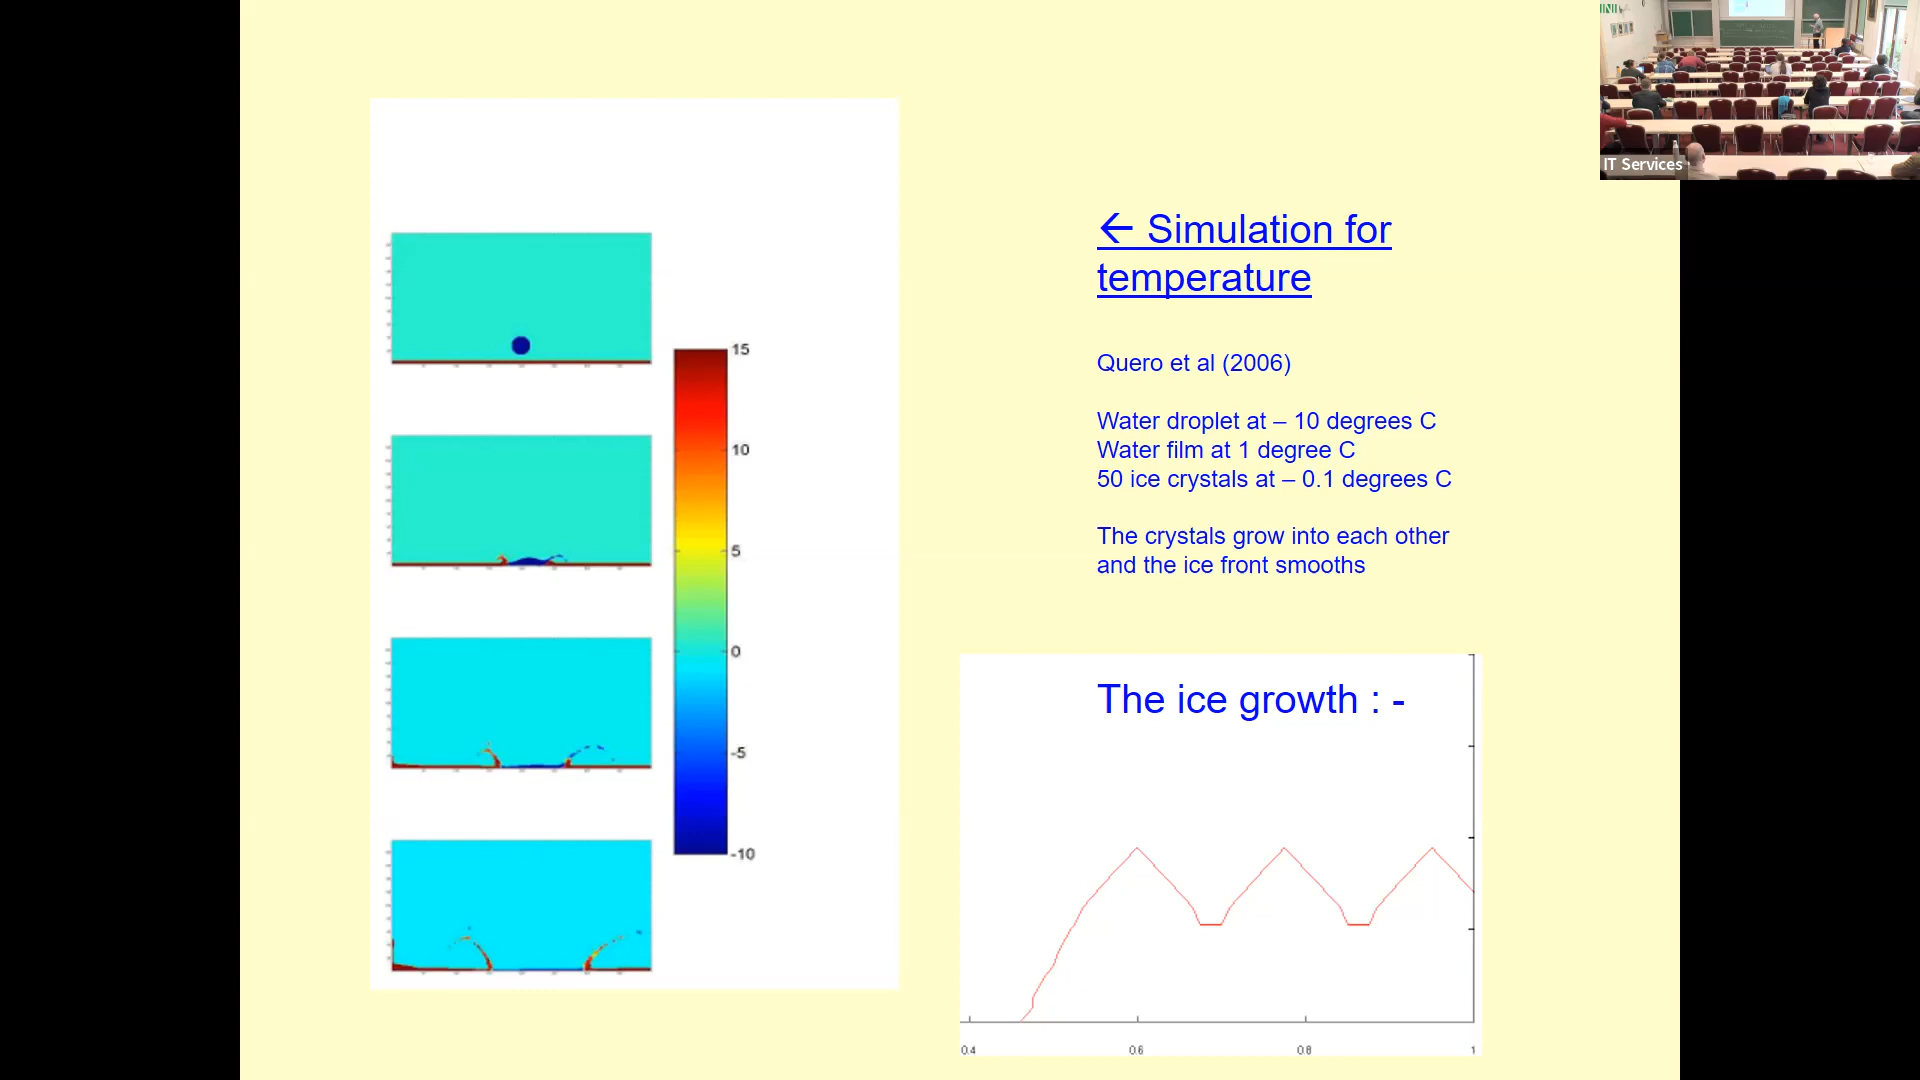 ← Simulation for
temperature
Quero et al (2006)
Water droplet at – 10 degrees C
Water film at 1 degree C
50 ice crystals at – 0.1 degrees C
The crystals grow into each other
and the ice front smooths
The ice growth : -
15
10
5
0
-5
-10
0.4
0.6
0.8
1
IT Services